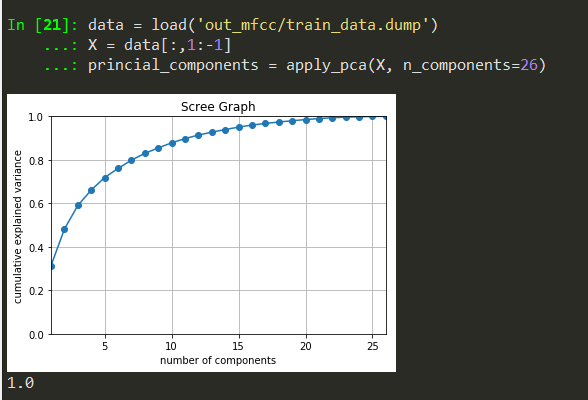 In [21]: data = load('out_mfcc/train_data.dump')
...: X = data[:,1:-1]
...: princial_components = apply_pca(X, n_components=26)
Scree Graph
1.0
0.8
0.6
0.4
0.2
0.0
cumulative explained variance
5 10 15 20 25
number of components
1.0